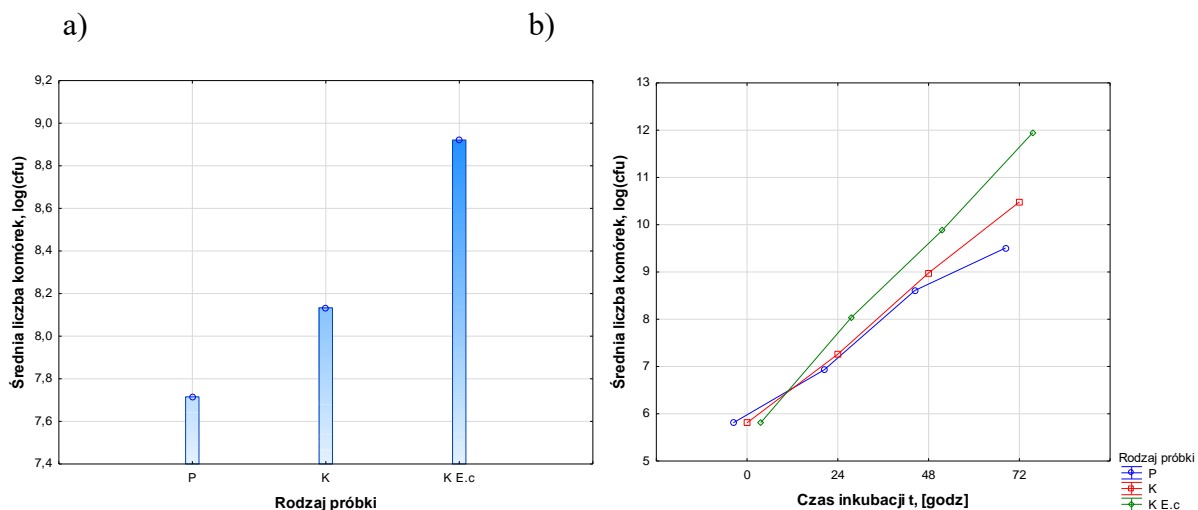 a)
b)
9,2
9,0
8,8
8,6
8,4
8,2
8,0
7,8
7,6
7,4
Średnia liczba komórek, log(cfu)
P
K
K E.c
Rodzaj próbki
13
12
11
10
9
8
7
6
5
Średnia liczba komórek, log(cfu)
0
24
48
72
Czas inkubacji t, [godz]
Rodzaj próbki
P
K
K E.c